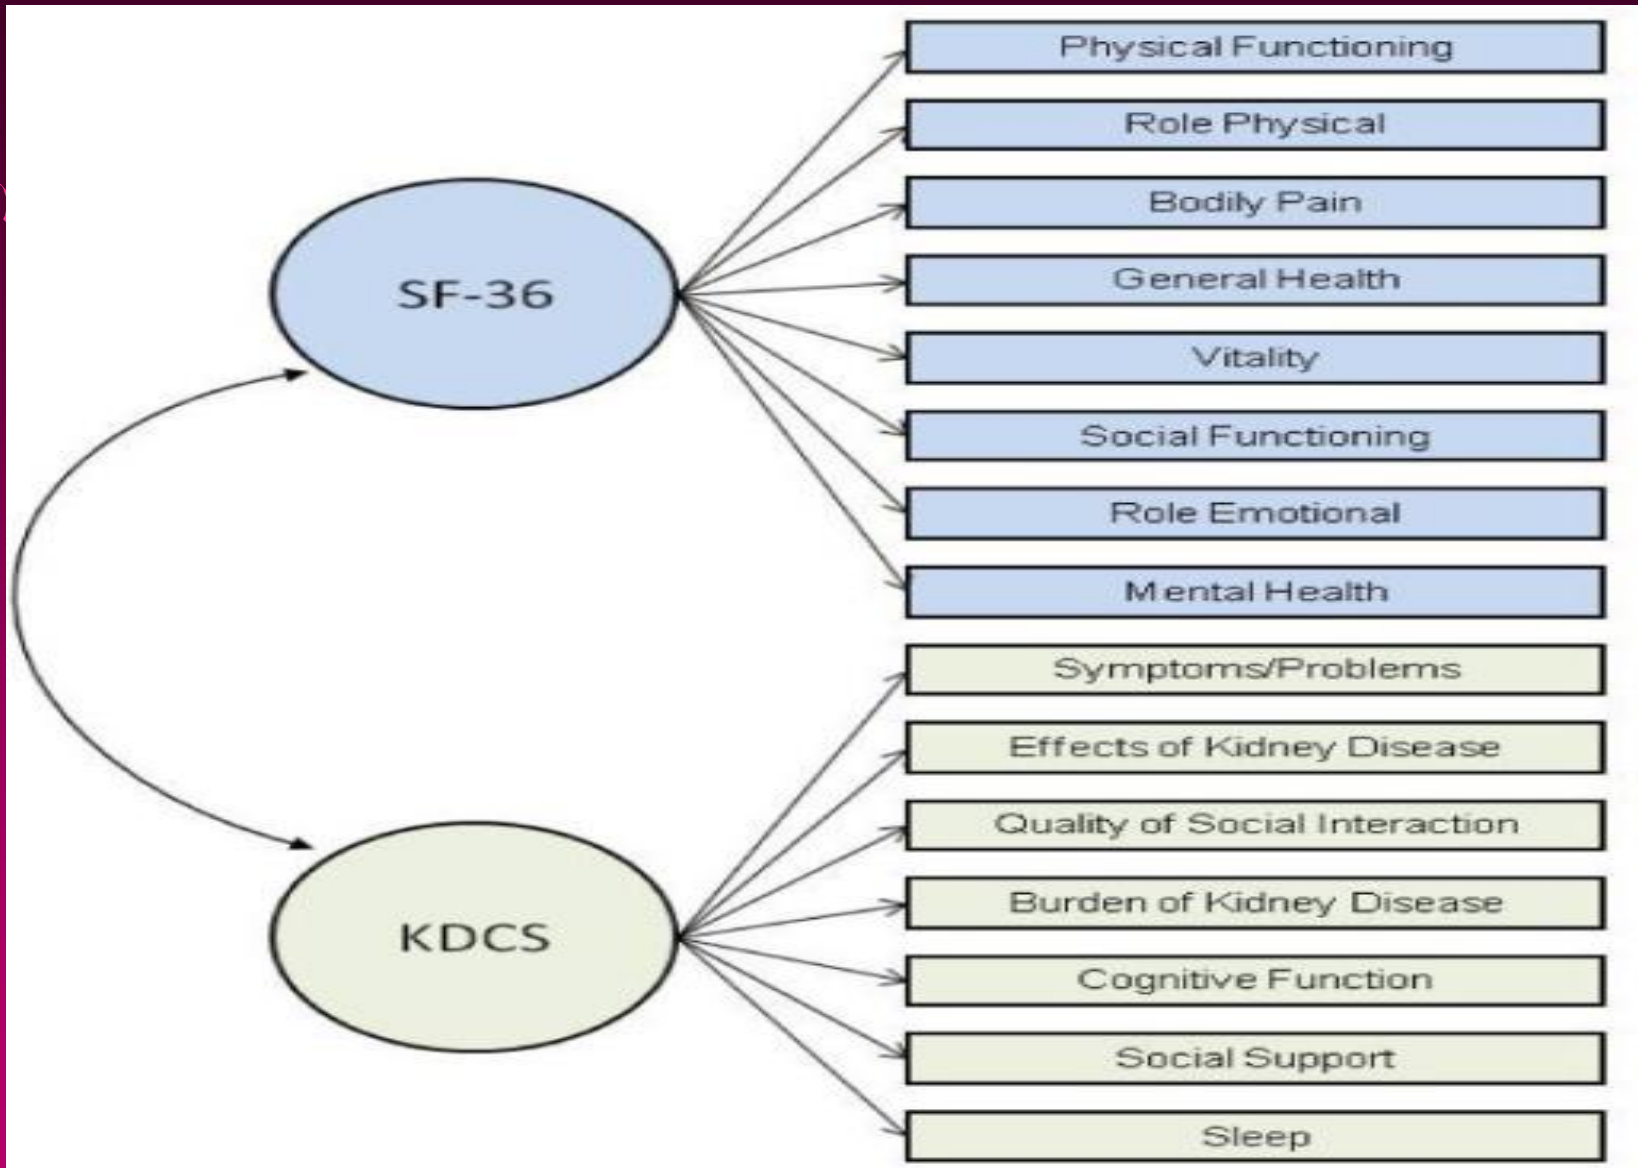 Physical Functioning
Role Physical
Bodily Pain
SF-36
General Health
Vitality
Social Functioning
Role Emotional
Mental Health
Symptoms/Problems
Effects of Kidney Disease
Quality of Social Interaction
Burden of Kidney Disease
KDCS
Cognitive Function
Social Support
Sleep